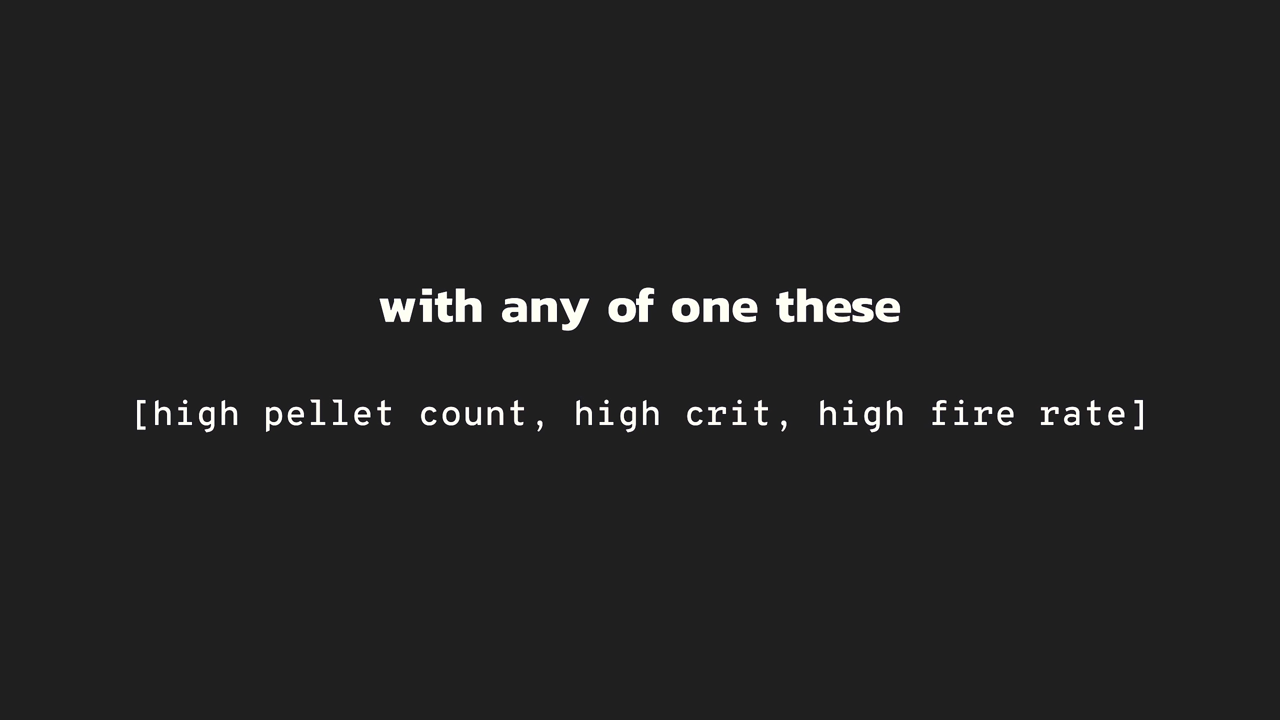 with any of one these
[high pellet count, high crit, high fire rate]